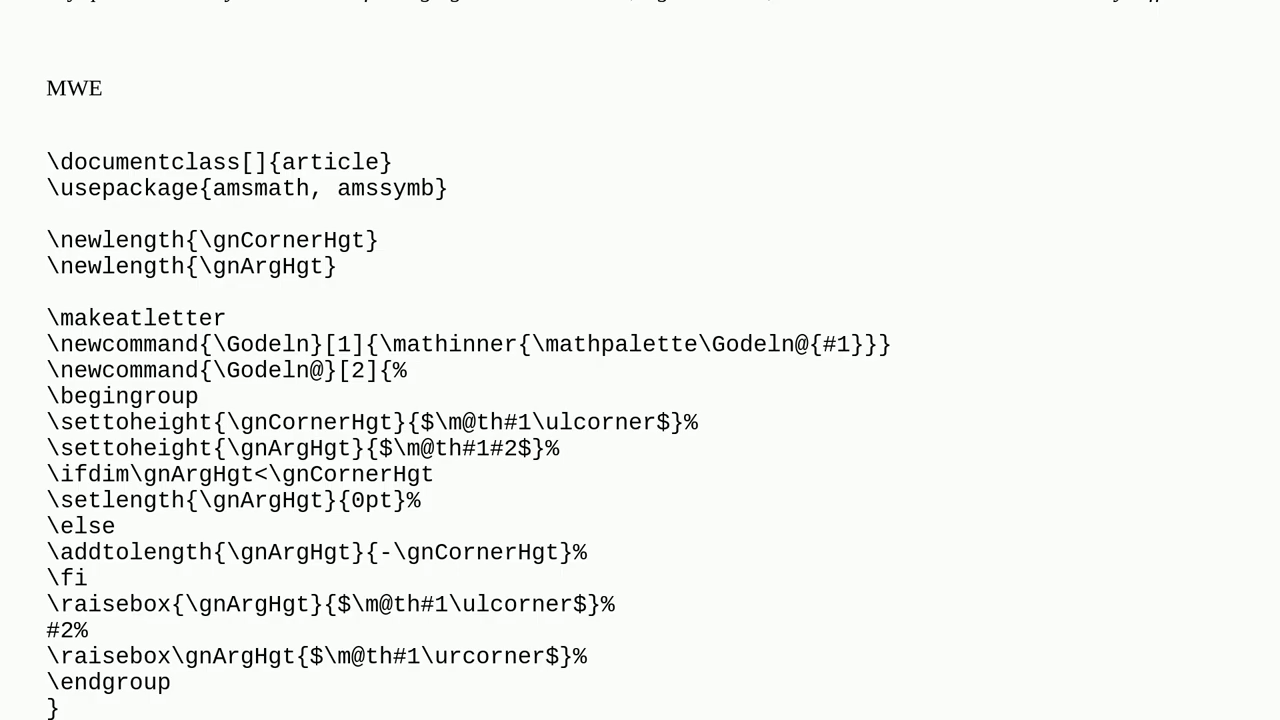 MWE
\documentclass[]{article}
\usepackage{amsmath, amssymb}
\newlength{\gnCornerHgt}
\newlength{\gnArgHgt}
\makeatletter
\newcommand{\Godeln}[1]{\mathinner{\mathpalette\Godeln@{#1}}}
\newcommand{\Godeln@}[2]{%
\begingroup
\settoheight{\gnCornerHgt}{$\m@th#1\ulcorner$}%
\settoheight{\gnArgHgt}{$\m@th#1#2$}%
\ifdim\gnArgHgt<\gnCornerHgt
\setlength{\gnArgHgt}{0pt}%
\else
\addtolength{\gnArgHgt}{-\gnCornerHgt}%
\fi
\raisebox{\gnArgHgt}{$\m@th#1\ulcorner$}%
#2%
\raisebox\gnArgHgt{$\m@th#1\urcorner$}%
\endgroup
}